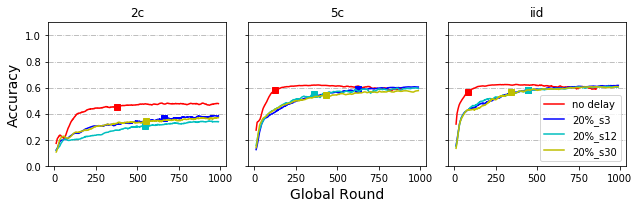 2c 5c iid
1.0
0.8
0.6
0.4
0.2
0.0
Accuracy
no delay
20%_s3
20%_s12
20%_s30
0 250 500 750 1000 0 250 500 750 1000 0 250 500 750 1000
Global Round